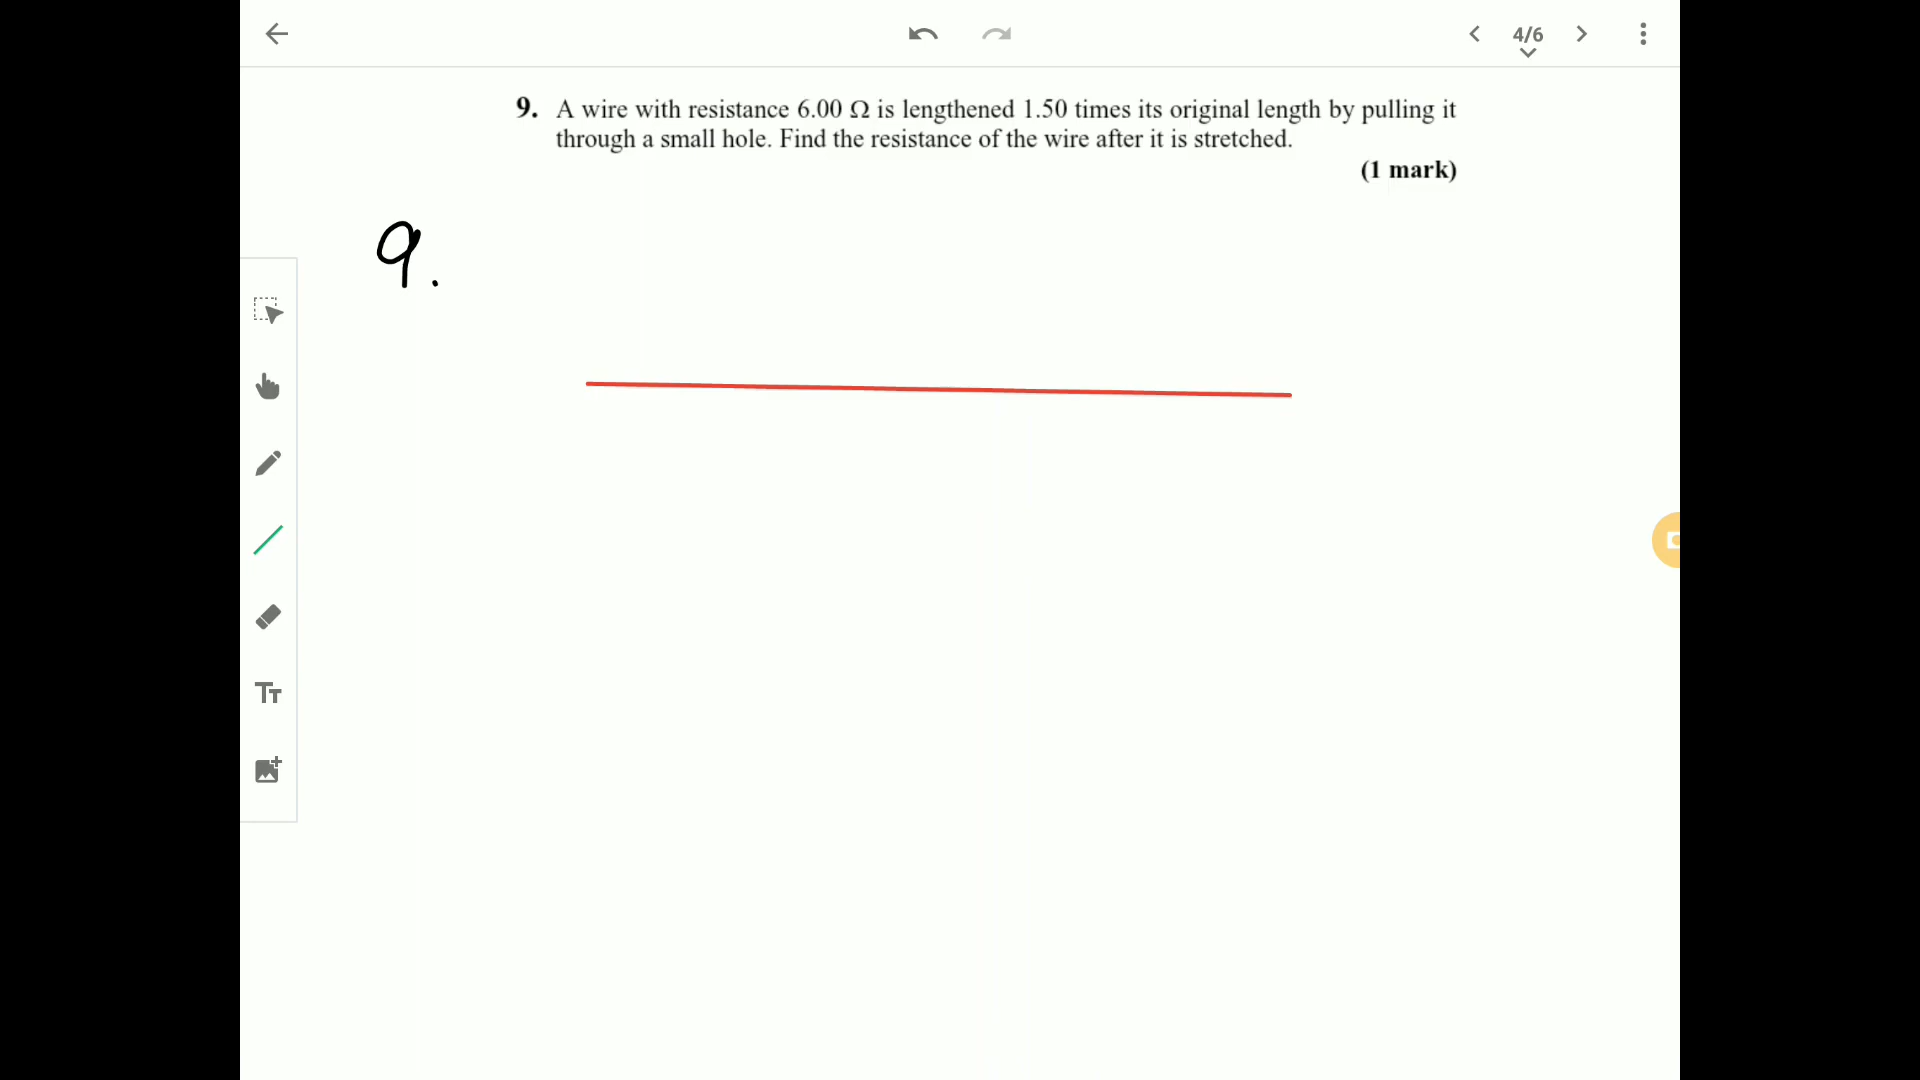 4/6
9. A wire with resistance 6.00 Ω is lengthened 1.50 times its original length by pulling it
through a small hole. Find the resistance of the wire after it is stretched.
(1 mark)
9.
Tт